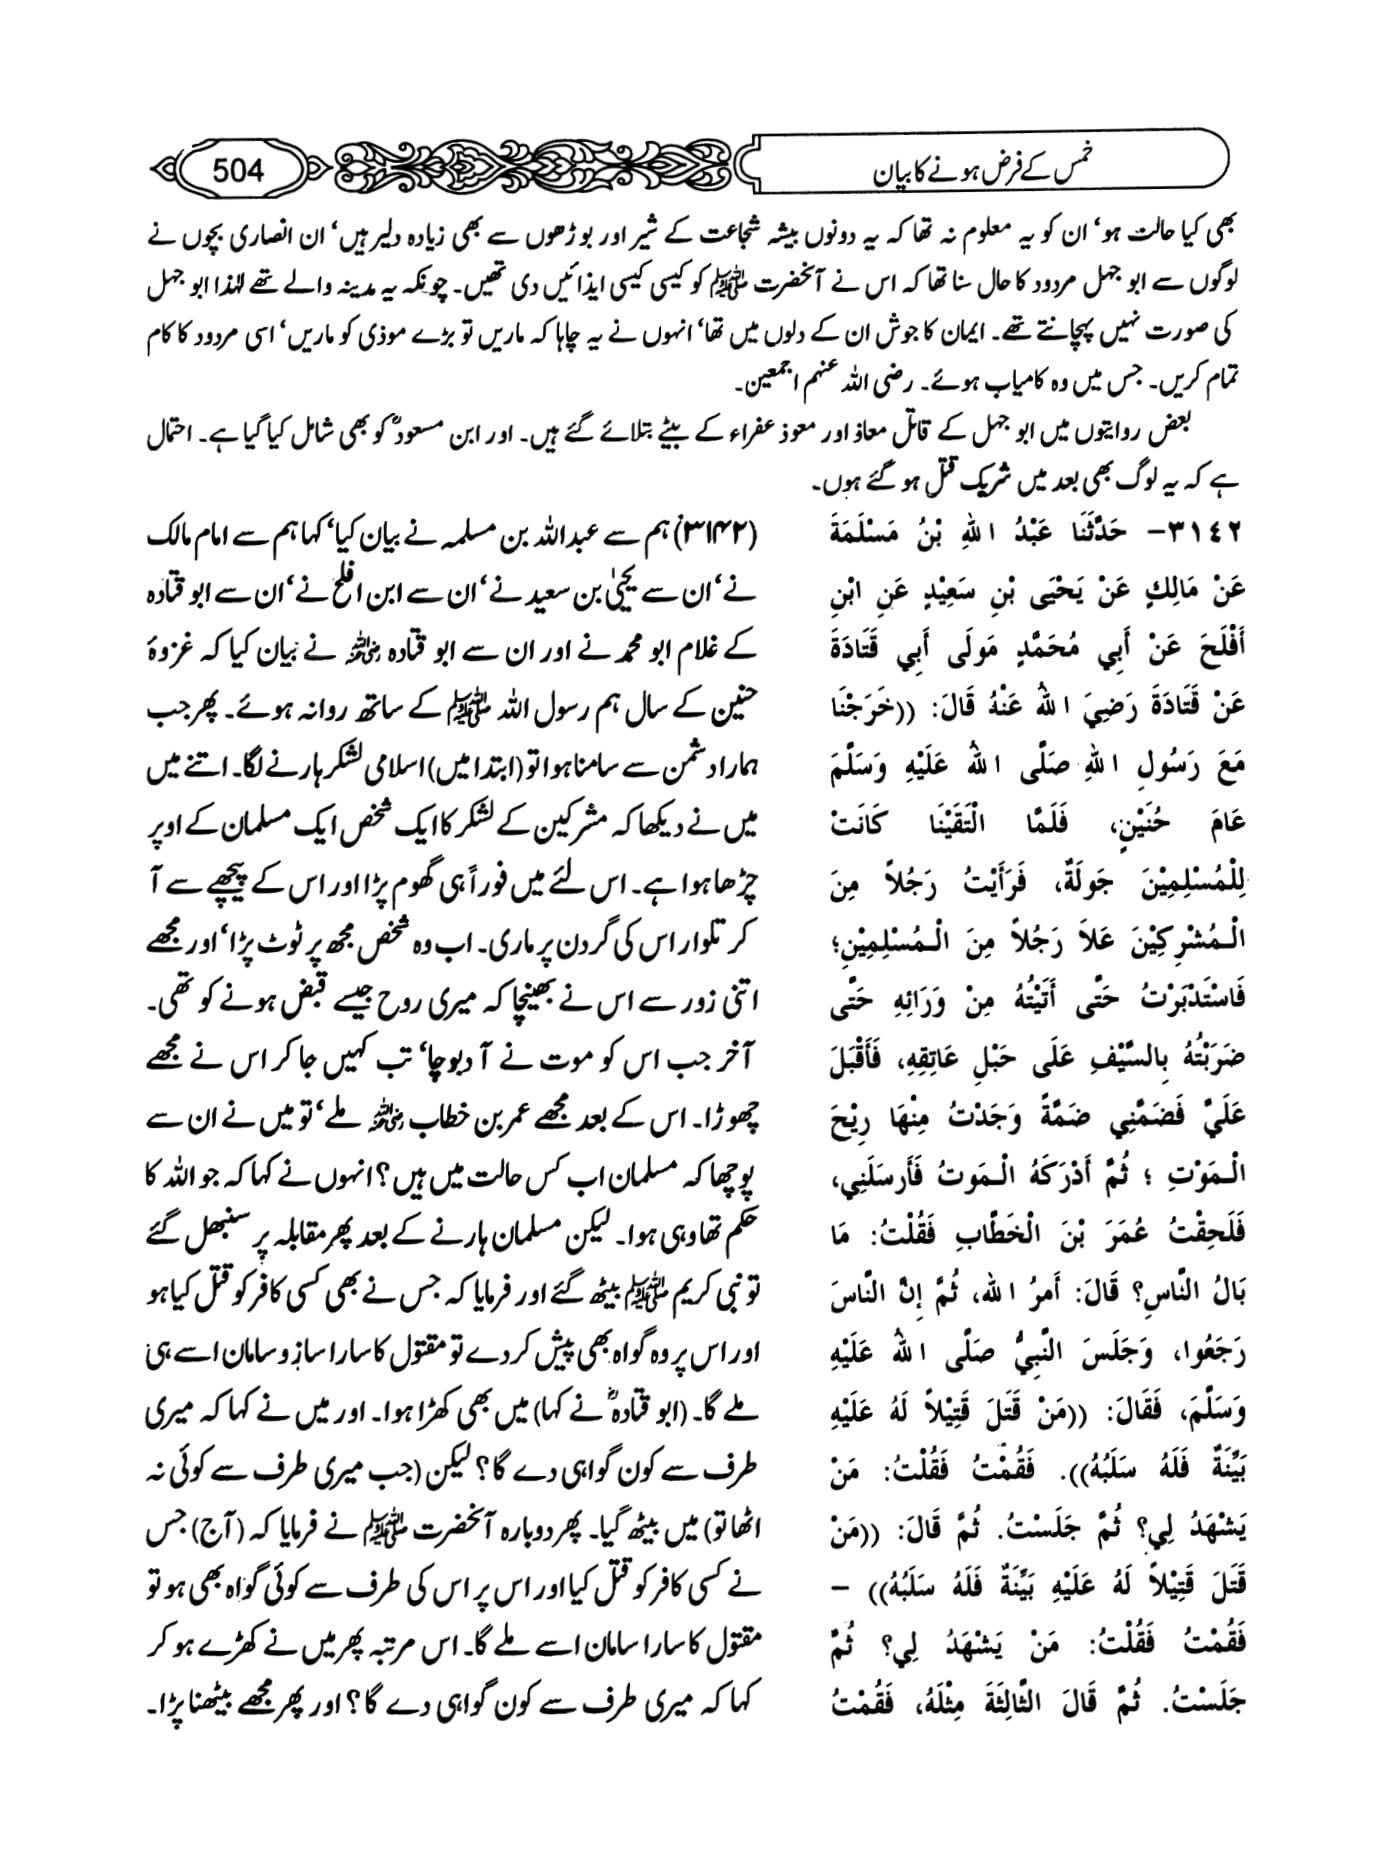 خمس کے فرض ہونے کا بیان
504
بھی کیا حالت ہو‘ ان کو یہ معلوم نہ تھا کہ یہ دونوں بیشہ شجاعت کے شیر اور بوڑھوں سے بھی زیادہ دلیر ہیں‘ ان انصاری بچوں نے
لوگوں سے ابو جہل مردود کا حال سنا تھا کہ اس نے آنحضرت ﷺ کو کیسی کیسی ایذائیں دی تھیں۔ چونکہ یہ مدینہ والے تھے لہٰذا ابو جہل
کی صورت نہیں پہچانتے تھے۔ ایمان کا جوش ان کے دلوں میں تھا‘ انہوں نے یہ چاہا کہ ماریں تو بڑے موذی کو ماریں‘ اسی مردود کا کام
تمام کریں۔ جس میں وہ کامیاب ہوئے۔ رضی اللہ عنہم اجمعین۔
بعض روایتوں میں ابو جہل کے قاتل معاذ اور معوذ عفراء کے بیٹے بتلائے گئے ہیں۔ اور ابن مسعودؓ کو بھی شامل کیا گیا ہے۔ احتمال
ہے کہ یہ لوگ بھی بعد میں شریک قتل ہو گئے ہوں۔
٣١٤٢- حَدَّثَنَا عَبْدُ اللهِ بْنُ مَسْلَمَةَ
عَنْ مَالِكٍ عَنْ يَحْيَى بْنِ سَعِيْدٍ عَنِ ابْنِ
أَفْلَحَ عَنْ أَبِي مُحَمَّدٍ مَولَى أَبِي قَتَادَةَ
عَنْ قَتَادَةَ رَضِيَ اللهُ عَنْهُ قَالَ: ((خَرَجْنَا
مَعَ رَسُولِ اللهِ صَلَّى اللهُ عَلَيْهِ وَسَلَّمَ
عَامَ حُنَيْنٍ، فَلَمَّا الْتَقَيْنَا كَانَتْ
لِلْمُسْلِمِيْنَ جَولَةٌ، فَرَأَيْتُ رَجُلاً مِنَ
الْـمُشْرِكِيْنَ عَلاَ رَجُلاً مِنَ الْـمُسْلِمِيْنَ؛
فَاسْتَدْبَرْتُ حَتَّى أَتَيْتُهُ مِنْ وَرَائِهِ حَتَّى
ضَرَبْتُهُ بِالسَّيْفِ عَلَى حَبْلِ عَاتِقِهِ، فَأَقْبَلَ
عَلَيَّ فَضَمَّنِي ضَمَّةً وَجَدْتُ مِنْهَا رِيْحَ
الْـمَوْتِ ؛ ثُمَّ أَدْرَكَهُ الْـمَوتُ فَأَرسَلَنِي،
فَلَحِقْتُ عُمَرَ بْنَ الْخَطَّابِ فَقُلْتُ: مَا
بَالُ النَّاسِ؟ قَالَ: أَمرُ اللهِ، ثُمَّ إِنَّ النَّاسَ
رَجَعُوا، وَجَلَسَ النَّبِيُّ صَلَّى اللهُ عَلَيْهِ
وَسَلَّمَ، فَقَالَ: ((مَنْ قَتَلَ قَتِيْلاً لَهُ عَلَيْهِ
بَيِّنَةٌ فَلَهُ سَلَبُهُ)). فَقُمْتُ فَقُلْتُ: مَنْ
يَشْهَدُ لِي؟ ثُمَّ جَلَسْتُ. ثُمَّ قَالَ: ((مَنْ
قَتَلَ قَتِيْلاً لَهُ عَلَيْهِ بَيِّنَةٌ فَلَهُ سَلَبُهُ)) -
فَقُمْتُ فَقُلْتُ: مَنْ يَشْهَدُ لِي؟ ثُمَّ
جَلَسْتُ. ثُمَّ قَالَ الثَّالِثَةَ مِثْلَهُ، فَقُمْتُ
(۳۱۴۲) ہم سے عبداللہ بن مسلمہ نے بیان کیا‘ کہا ہم سے امام مالک
نے‘ ان سے یحییٰ بن سعید نے‘ ان سے ابن افلح نے‘ ان سے ابو قتادہ
کے غلام ابو محمد نے اور ان سے ابو قتادہ رضی اللہ عنہ نے بیان کیا کہ غزوۂ
حنین کے سال ہم رسول اللہ ﷺ کے ساتھ روانہ ہوئے۔ پھر جب
ہمارا دشمن سے سامنا ہوا تو (ابتدا میں) اسلامی لشکر ہارنے لگا۔ اتنے میں
میں نے دیکھا کہ مشرکین کے لشکر کا ایک شخص ایک مسلمان کے اوپر
چڑھا ہوا ہے۔ اس لئے میں فوراً ہی گھوم پڑا اور اس کے پیچھے سے آ
کر تلوار اس کی گردن پر ماری۔ اب وہ شخص مجھ پر ٹوٹ پڑا‘ اور مجھے
اتنی زور سے اس نے بھینچا کہ میری روح جیسے قبض ہونے کو تھی۔
آخر جب اس کو موت نے آ دبوچا‘ تب کہیں جا کر اس نے مجھے
چھوڑا۔ اس کے بعد مجھے عمر بن خطاب رضی اللہ عنہ ملے‘ تو میں نے ان سے
پوچھا کہ مسلمان اب کس حالت میں ہیں؟ انہوں نے کہا کہ جو اللہ کا
حکم تھا وہی ہوا۔ لیکن مسلمان ہارنے کے بعد پھر مقابلہ پر سنبھل گئے
تو نبی کریم ﷺ بیٹھ گئے اور فرمایا کہ جس نے بھی کسی کافر کو قتل کیا ہو
اور اس پر وہ گواہ بھی پیش کر دے تو مقتول کا سارا ساز و سامان اسے ہی
ملے گا۔ (ابو قتادہؓ نے کہا) میں بھی کھڑا ہوا۔ اور میں نے کہا کہ میری
طرف سے کون گواہی دے گا؟ لیکن (جب میری طرف سے کوئی نہ
اٹھا تو) میں بیٹھ گیا۔ پھر دوبارہ آنحضرت ﷺ نے فرمایا کہ (آج) جس
نے کسی کافر کو قتل کیا اور اس پر اس کی طرف سے کوئی گواہ بھی ہو تو
مقتول کا سارا سامان اسے ملے گا۔ اس مرتبہ پھر میں نے کھڑے ہو کر
کہا کہ میری طرف سے کون گواہی دے گا؟ اور پھر مجھے بیٹھنا پڑا۔